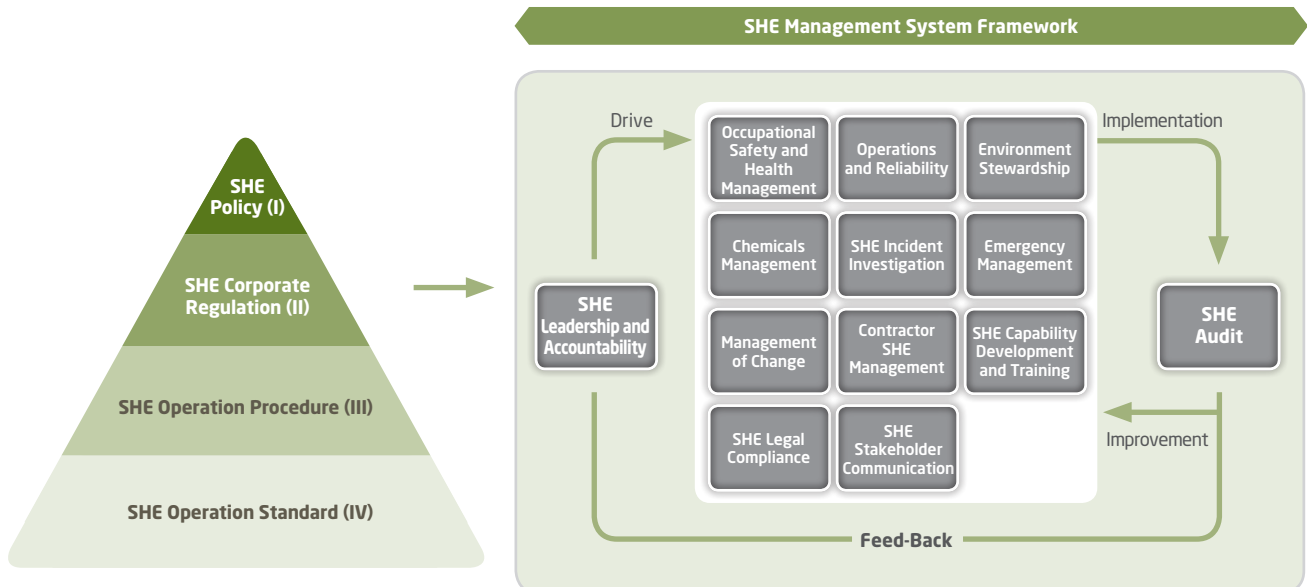 SHE Management System Framework
SHE
Policy (I)
SHE Corporate
Regulation (II)
SHE Operation Procedure (III)
SHE Operation Standard (IV)
Drive
SHE
Leadership and
Accountability
Occupational
Safety and
Health
Management
Operations
and Reliability
Environment
Stewardship
Chemicals
Management
SHE Incident
Investigation
Emergency
Management
Management
of Change
Contractor
SHE
Management
SHE Capability
Development
and Training
SHE Legal
Compliance
SHE
Stakeholder
Communication
Implementation
SHE
Audit
Improvement
Feed-Back